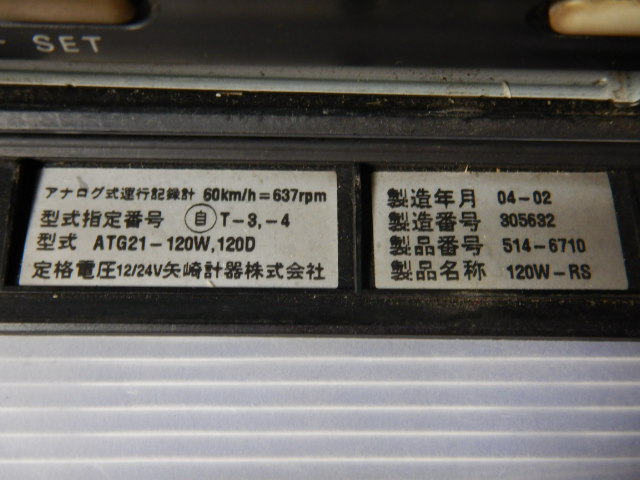 - SET
アナログ式運行記録計 60km/h=637rpm
型式指定番号 自 T-3,-4
型式 ATG21-120W,120D
定格電圧12/24V矢崎計器株式会社
製造年月 04-02
製造番号 305632
製品番号 514-6710
製品名称 120W-RS